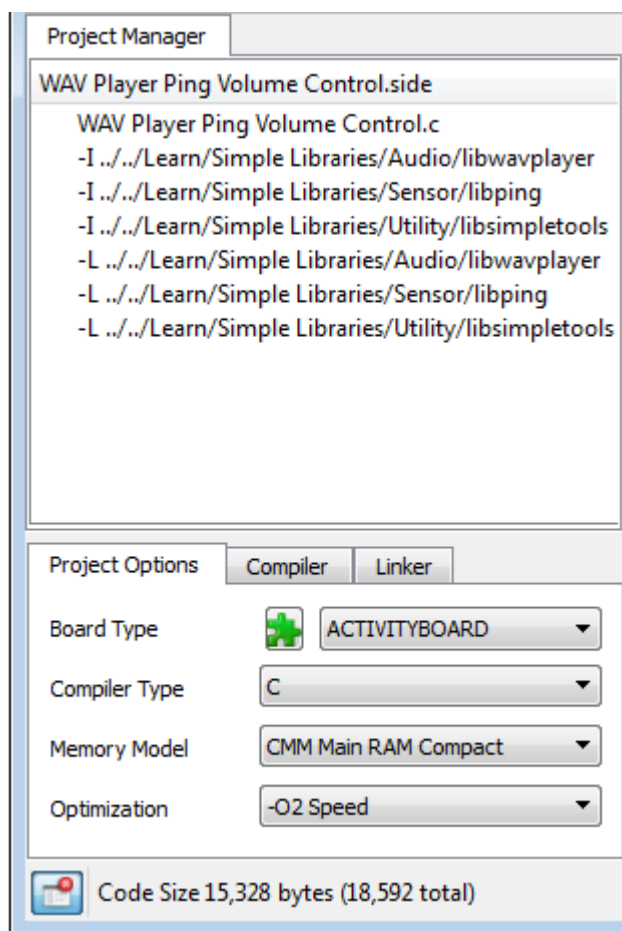 Project Manager
WAV Player Ping Volume Control.side
WAV Player Ping Volume Control.c
-I ../../Learn/Simple Libraries/Audio/libwavplayer
-I ../../Learn/Simple Libraries/Sensor/libping
-I ../../Learn/Simple Libraries/Utility/libsimpletools
-L ../../Learn/Simple Libraries/Audio/libwavplayer
-L ../../Learn/Simple Libraries/Sensor/libping
-L ../../Learn/Simple Libraries/Utility/libsimpletools
Project Options Compiler Linker
Board Type ACTIVITYBOARD
Compiler Type C
Memory Model CMM Main RAM Compact
Optimization -O2 Speed
Code Size 15,328 bytes (18,592 total)